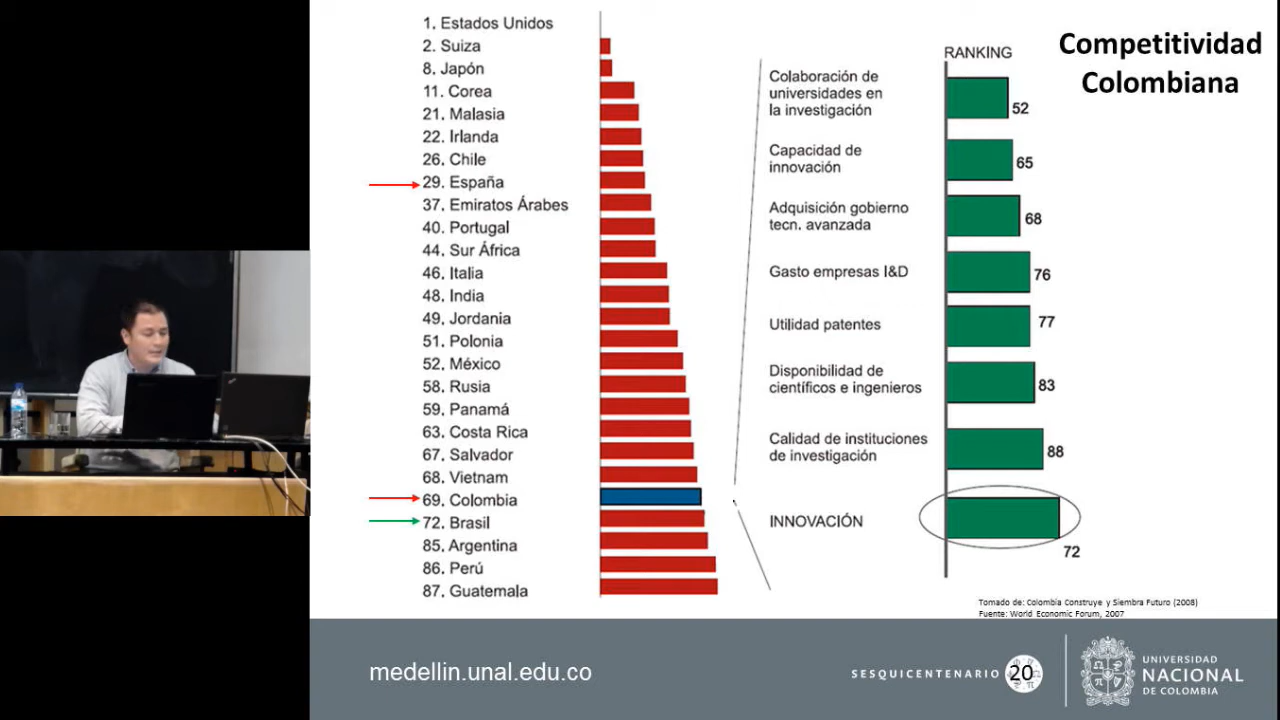 Competitividad
Colombiana
1. Estados Unidos
2. Suiza
8. Japón
11. Corea
21. Malasia
22. Irlanda
26. Chile
29. España
37. Emiratos Árabes
40. Portugal
44. Sur África
46. Italia
48. India
49. Jordania
51. Polonia
52. México
58. Rusia
59. Panamá
63. Costa Rica
67. Salvador
68. Vietnam
69. Colombia
72. Brasil
85. Argentina
86. Perú
87. Guatemala
RANKING
Colaboración de
universidades en
la investigación
52
Capacidad de
innovación
65
Adquisición gobierno
tecn. avanzada
68
Gasto empresas I&D
76
Utilidad patentes
77
Disponibilidad de
científicos e ingenieros
83
Calidad de instituciones
de investigación
88
INNOVACIÓN
72
Tomado de: Colombia Construye y Siembra Futuro (2008)
Fuente: World Economic Forum, 2007
medellin.unal.edu.co
SESQUICENTENARIO
20
UNIVERSIDAD
NACIONAL
DE COLOMBIA